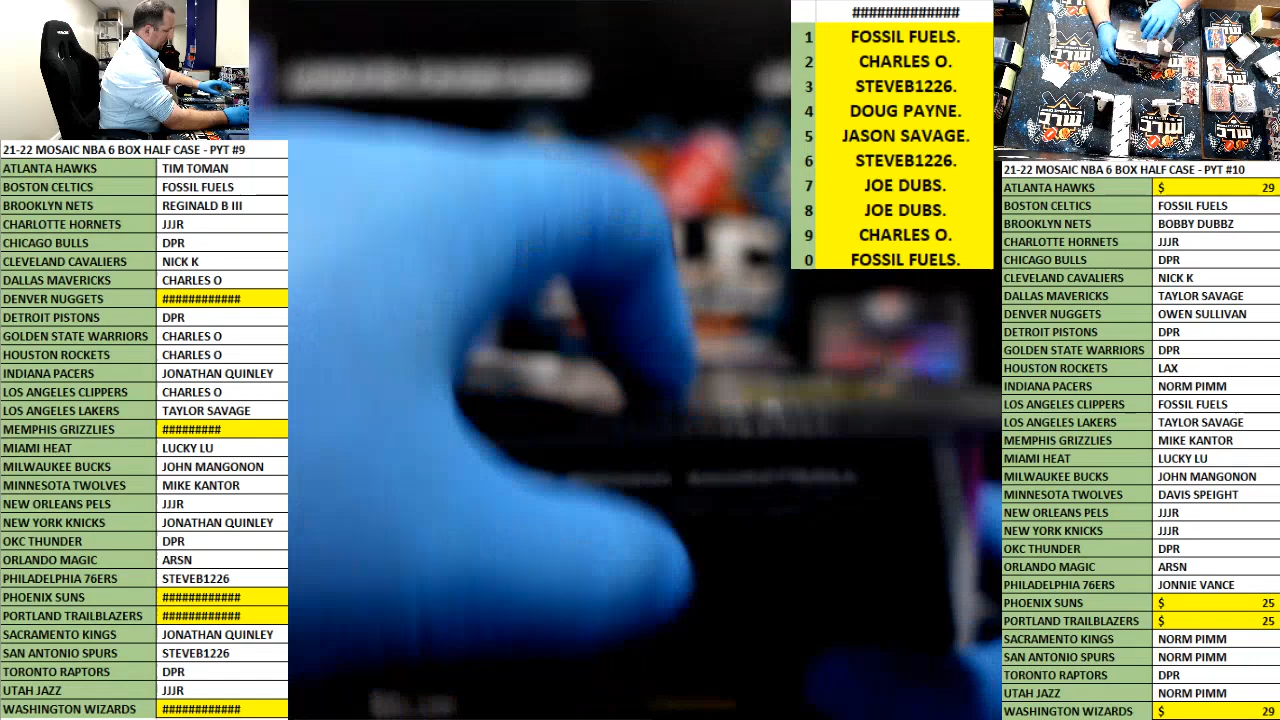 #############
1 FOSSIL FUELS.
2 CHARLES O.
3 STEVEB1226.
4 DOUG PAYNE.
5 JASON SAVAGE.
6 STEVEB1226.
7 JOE DUBS.
8 JOE DUBS.
9 CHARLES O.
0 FOSSIL FUELS.
21-22 MOSAIC NBA 6 BOX HALF CASE - PYT #9
ATLANTA HAWKS TIM TOMAN
BOSTON CELTICS FOSSIL FUELS
BROOKLYN NETS REGINALD B III
CHARLOTTE HORNETS JJJR
CHICAGO BULLS DPR
CLEVELAND CAVALIERS NICK K
DALLAS MAVERICKS CHARLES O
DENVER NUGGETS ############
DETROIT PISTONS DPR
GOLDEN STATE WARRIORS CHARLES O
HOUSTON ROCKETS CHARLES O
INDIANA PACERS JONATHAN QUINLEY
LOS ANGELES CLIPPERS CHARLES O
LOS ANGELES LAKERS TAYLOR SAVAGE
MEMPHIS GRIZZLIES #########
MIAMI HEAT LUCKY LU
MILWAUKEE BUCKS JOHN MANGONON
MINNESOTA TWOLVES MIKE KANTOR
NEW ORLEANS PELS JJJR
NEW YORK KNICKS JONATHAN QUINLEY
OKC THUNDER DPR
ORLANDO MAGIC ARSN
PHILADELPHIA 76ERS STEVEB1226
PHOENIX SUNS ############
PORTLAND TRAILBLAZERS ############
SACRAMENTO KINGS JONATHAN QUINLEY
SAN ANTONIO SPURS STEVEB1226
TORONTO RAPTORS DPR
UTAH JAZZ JJJR
WASHINGTON WIZARDS ############
21-22 MOSAIC NBA 6 BOX HALF CASE - PYT #10
ATLANTA HAWKS $ 29
BOSTON CELTICS FOSSIL FUELS
BROOKLYN NETS BOBBY DUBBZ
CHARLOTTE HORNETS JJJR
CHICAGO BULLS DPR
CLEVELAND CAVALIERS NICK K
DALLAS MAVERICKS TAYLOR SAVAGE
DENVER NUGGETS OWEN SULLIVAN
DETROIT PISTONS DPR
GOLDEN STATE WARRIORS DPR
HOUSTON ROCKETS LAX
INDIANA PACERS NORM PIMM
LOS ANGELES CLIPPERS FOSSIL FUELS
LOS ANGELES LAKERS TAYLOR SAVAGE
MEMPHIS GRIZZLIES MIKE KANTOR
MIAMI HEAT LUCKY LU
MILWAUKEE BUCKS JOHN MANGONON
MINNESOTA TWOLVES DAVIS SPEIGHT
NEW ORLEANS PELS JJJR
NEW YORK KNICKS JJJR
OKC THUNDER DPR
ORLANDO MAGIC ARSN
PHILADELPHIA 76ERS JONNIE VANCE
PHOENIX SUNS $ 25
PORTLAND TRAILBLAZERS $ 25
SACRAMENTO KINGS NORM PIMM
SAN ANTONIO SPURS NORM PIMM
TORONTO RAPTORS DPR
UTAH JAZZ NORM PIMM
WASHINGTON WIZARDS $ 29